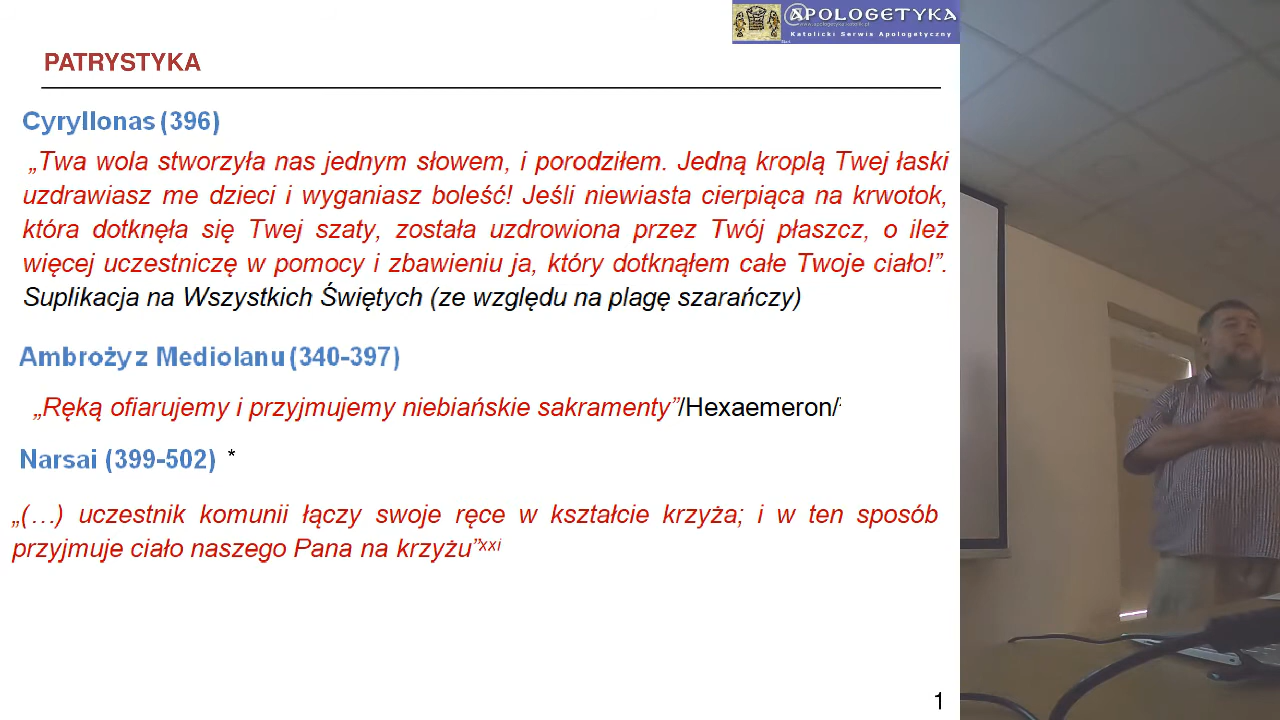 APOLOGETYKA
Katolicki Serwis Apologetyczny
PATRYSTYKA
Cyryllonas (396)
„Twa wola stworzyła nas jednym słowem, i porodziłem. Jedną kroplą Twej łaski
uzdrawiasz me dzieci i wyganiasz boleść! Jeśli niewiasta cierpiąca na krwotok,
która dotknęła się Twej szaty, została uzdrowiona przez Twój płaszcz, o ileż
więcej uczestniczę w pomocy i zbawieniu ja, który dotknąłem całe Twoje ciało!”.
Suplikacja na Wszystkich Świętych (ze względu na plagę szarańczy)
Ambroży z Mediolanu (340-397)
„Ręką ofiarujemy i przyjmujemy niebiańskie sakramenty”/Hexaemeron/
Narsai (399-502) *
„(…) uczestnik komunii łączy swoje ręce w kształcie krzyża; i w ten sposób
przyjmuje ciało naszego Pana na krzyżu”xxi
1